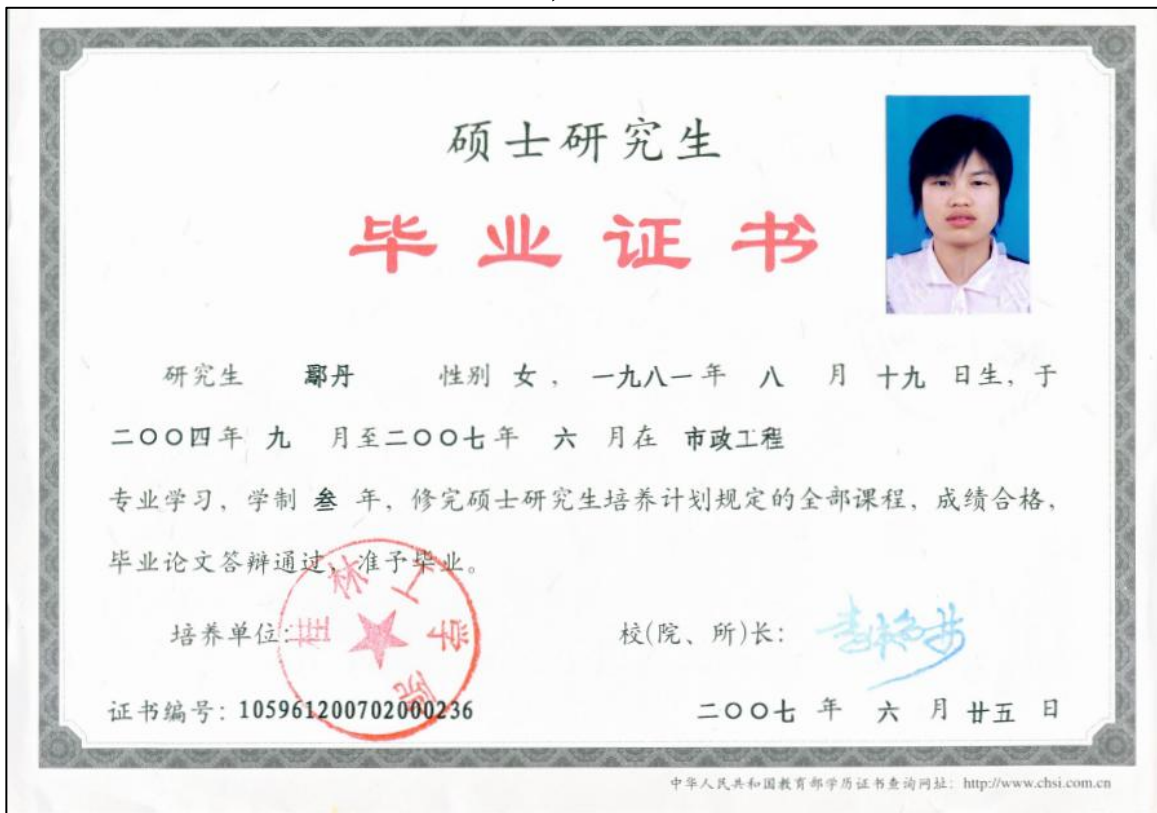 硕士研究生
毕业证书
研究生 鄢丹 性别 女，一九八一年 八 月 十九 日生，于
二〇〇四年 九 月至二〇〇七年 六 月在 市政工程
专业学习，学制 叁 年，修完硕士研究生培养计划规定的全部课程，成绩合格，
毕业论文答辩通过，准予毕业。
培养单位：
桂林工学院
校(院、所)长：
证书编号：105961200702000236
二〇〇七 年 六 月 廿五 日
中华人民共和国教育部学历证书查询网址：http://www.chsi.com.cn